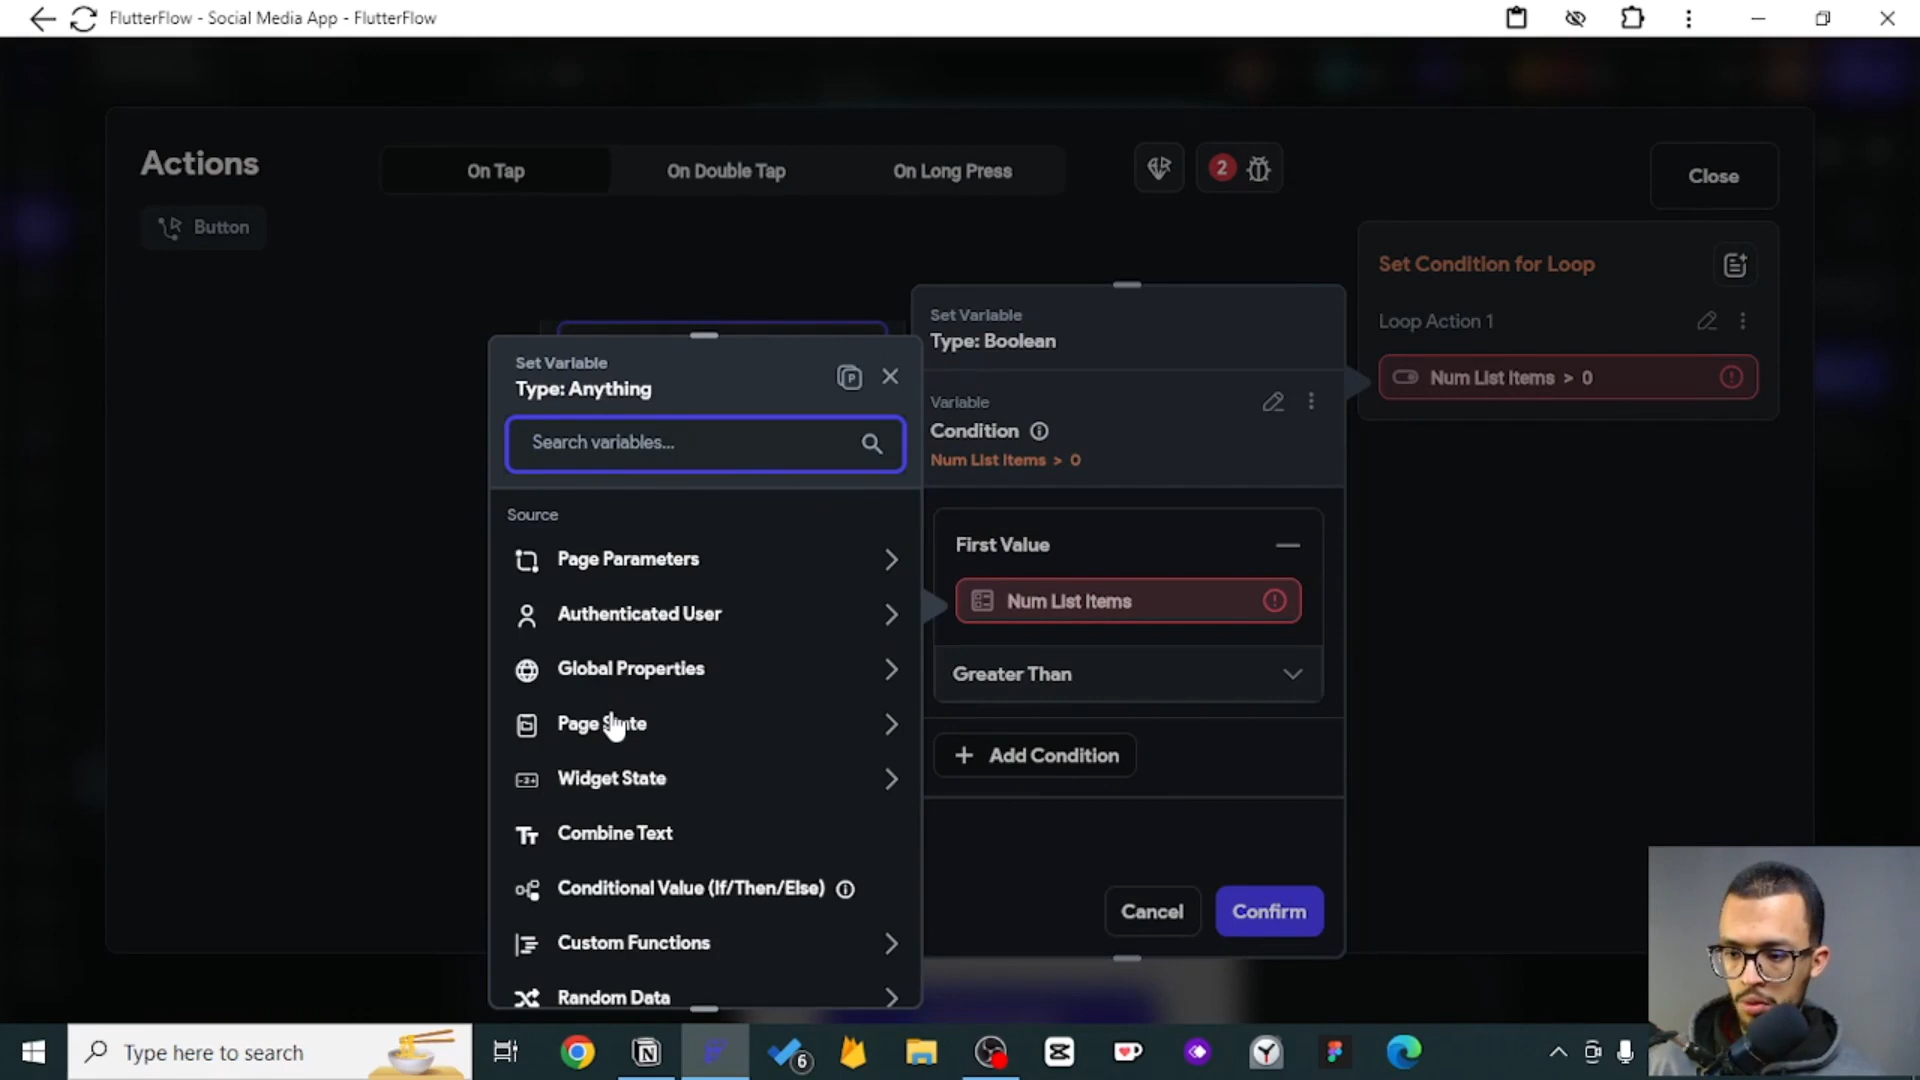 FlutterFlow - Social Media App - FlutterFlow
Actions
On Tap
On Double Tap
On Long Press
2
Close
Button
Set Condition for Loop
Loop Action 1
Num List Items > 0
Set Variable
Type: Boolean
Variable
Condition
Num List Items > 0
First Value
Num List Items
Greater Than
+ Add Condition
Cancel
Confirm
Set Variable
Type: Anything
Search variables...
Source
Page Parameters
Authenticated User
Global Properties
Page State
Widget State
Combine Text
Conditional Value (If/Then/Else)
Custom Functions
Random Data
Type here to search
6